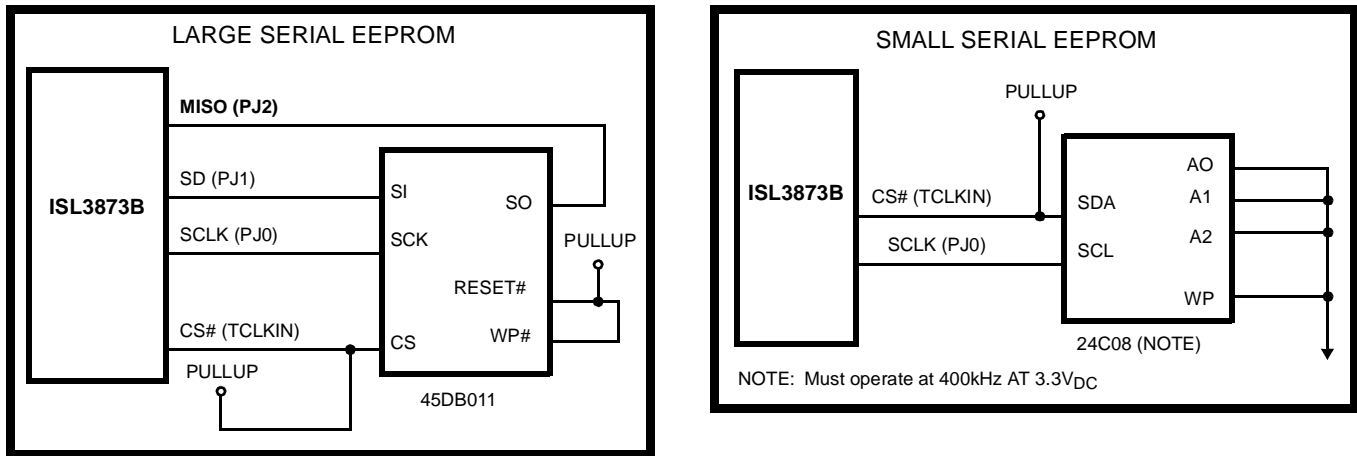 LARGE SERIAL EEPROM
MISO (PJ2)
SD (PJ1)
SI
SO
ISL3873B
SCLK (PJ0)
SCK
PULLUP
RESET#
CS# (TCLKIN)
CS
WP#
PULLUP
45DB011
SMALL SERIAL EEPROM
PULLUP
AO
ISL3873B
CS# (TCLKIN)
SDA
A1
SCLK (PJ0)
SCL
A2
WP
24C08 (NOTE)
NOTE: Must operate at 400kHz AT 3.3VDC